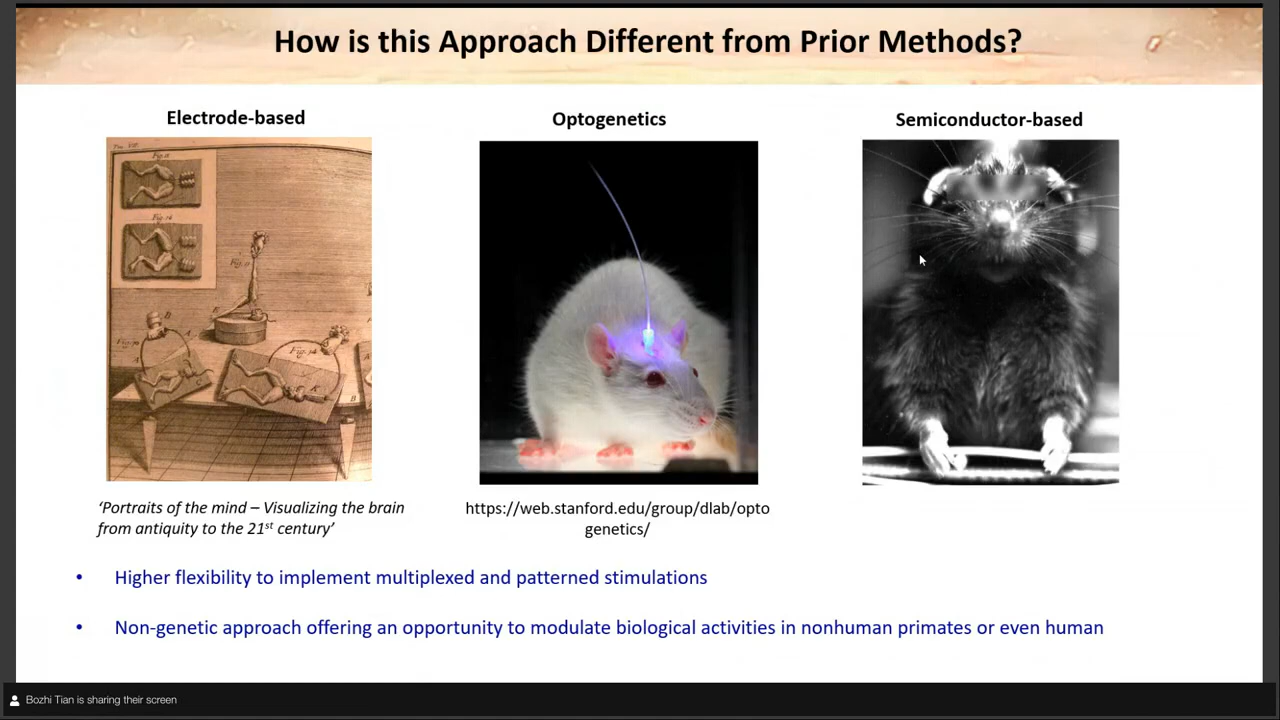 How is this Approach Different from Prior Methods?
Electrode-based
Optogenetics
Semiconductor-based
‘Portraits of the mind – Visualizing the brain
from antiquity to the 21st century’
https://web.stanford.edu/group/dlab/opto
genetics/
• Higher flexibility to implement multiplexed and patterned stimulations
• Non-genetic approach offering an opportunity to modulate biological activities in nonhuman primates or even human
Bozhi Tian is sharing their screen